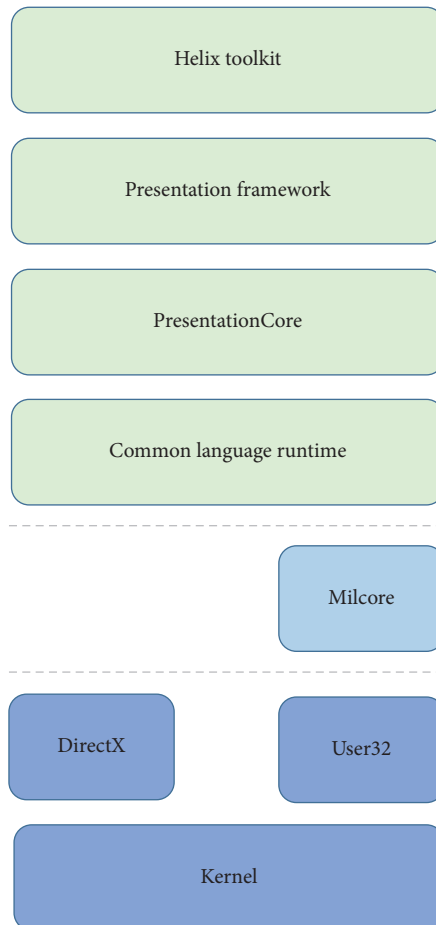 Helix toolkit
Presentation framework
PresentationCore
Common language runtime
Milcore
DirectX
User32
Kernel